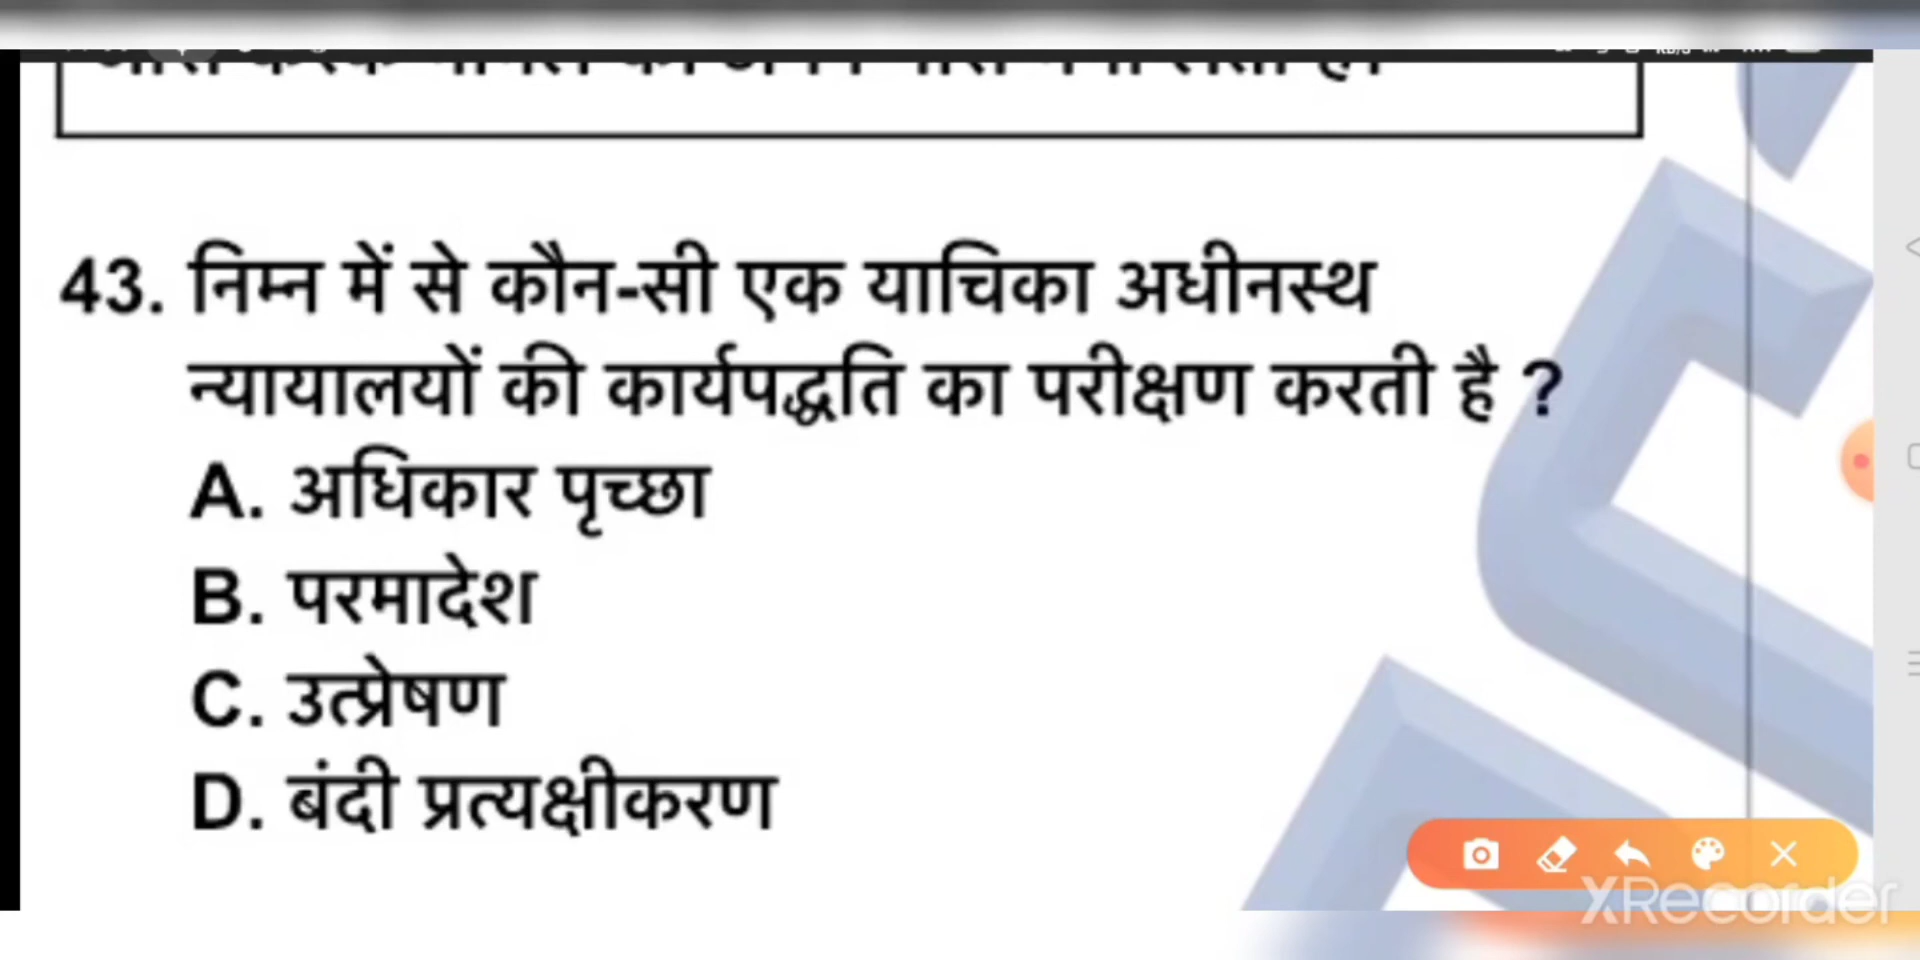 43. निम्न में से कौन-सी एक याचिका अधीनस्थ
न्यायालयों की कार्यपद्धति का परीक्षण करती है ?
A. अधिकार पृच्छा
B. परमादेश
C. उत्प्रेषण
D. बंदी प्रत्यक्षीकरण
XRecorder